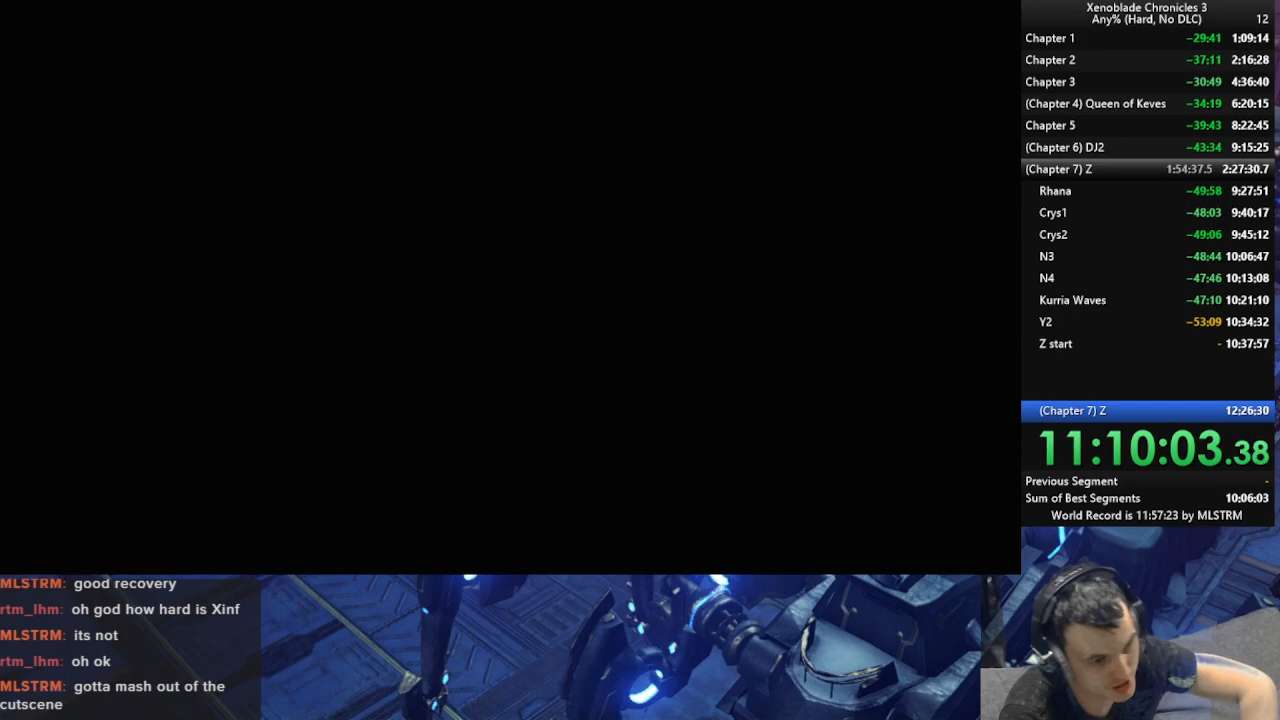 Xenoblade Chronicles 3
Any% (Hard, No DLC) 12
Chapter 1 −29:41 1:09:14
Chapter 2 −37:11 2:16:28
Chapter 3 −30:49 4:36:40
(Chapter 4) Queen of Keves −34:19 6:20:15
Chapter 5 −39:43 8:22:45
(Chapter 6) DJ2 −43:34 9:15:25
(Chapter 7) Z 1:54:37.5 2:27:30.7
Rhana −49:58 9:27:51
Crys1 −48:03 9:40:17
Crys2 −49:06 9:45:12
N3 −48:44 10:06:47
N4 −47:46 10:13:08
Kurria Waves −47:10 10:21:10
Y2 −53:09 10:34:32
Z start - 10:37:57
(Chapter 7) Z 12:26:30
11:10:03.38
Previous Segment -
Sum of Best Segments 10:06:03
World Record is 11:57:23 by MLSTRM
MLSTRM: good recovery
rtm_lhm: oh god how hard is Xinf
MLSTRM: its not
rtm_lhm: oh ok
MLSTRM: gotta mash out of the
cutscene